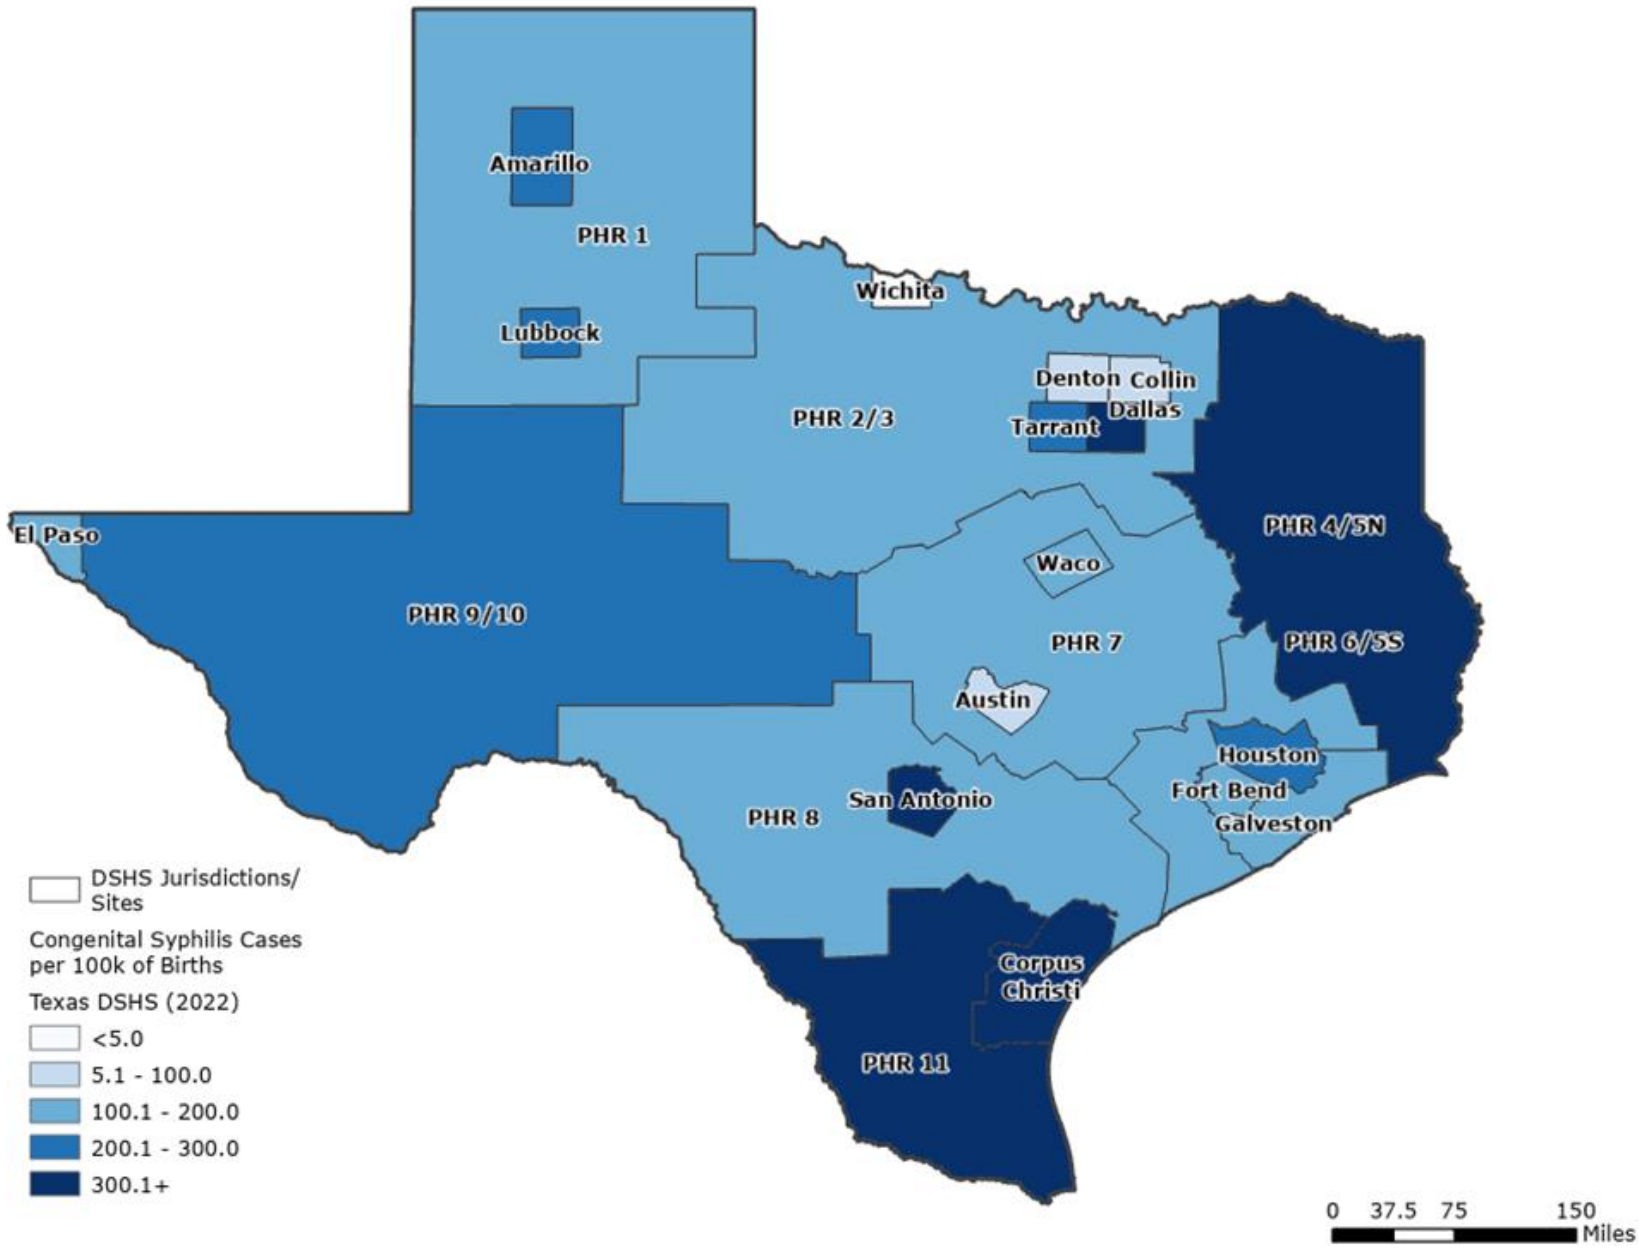 Amarillo
PHR 1
Wichita
Lubbock
Denton
Collin
Dallas
PHR 2/3
Tarrant
PHR 4/5N
El Paso
Waco
PHR 9/10
PHR 7
PHR 6/5S
Austin
Houston
Fort Bend
San Antonio
PHR 8
Galveston
Corpus
Christi
PHR 11
DSHS Jurisdictions/
Sites
Congenital Syphilis Cases
per 100k of Births
Texas DSHS (2022)
<5.0
5.1 - 100.0
100.1 - 200.0
200.1 - 300.0
300.1+
0 37.5 75 150
Miles